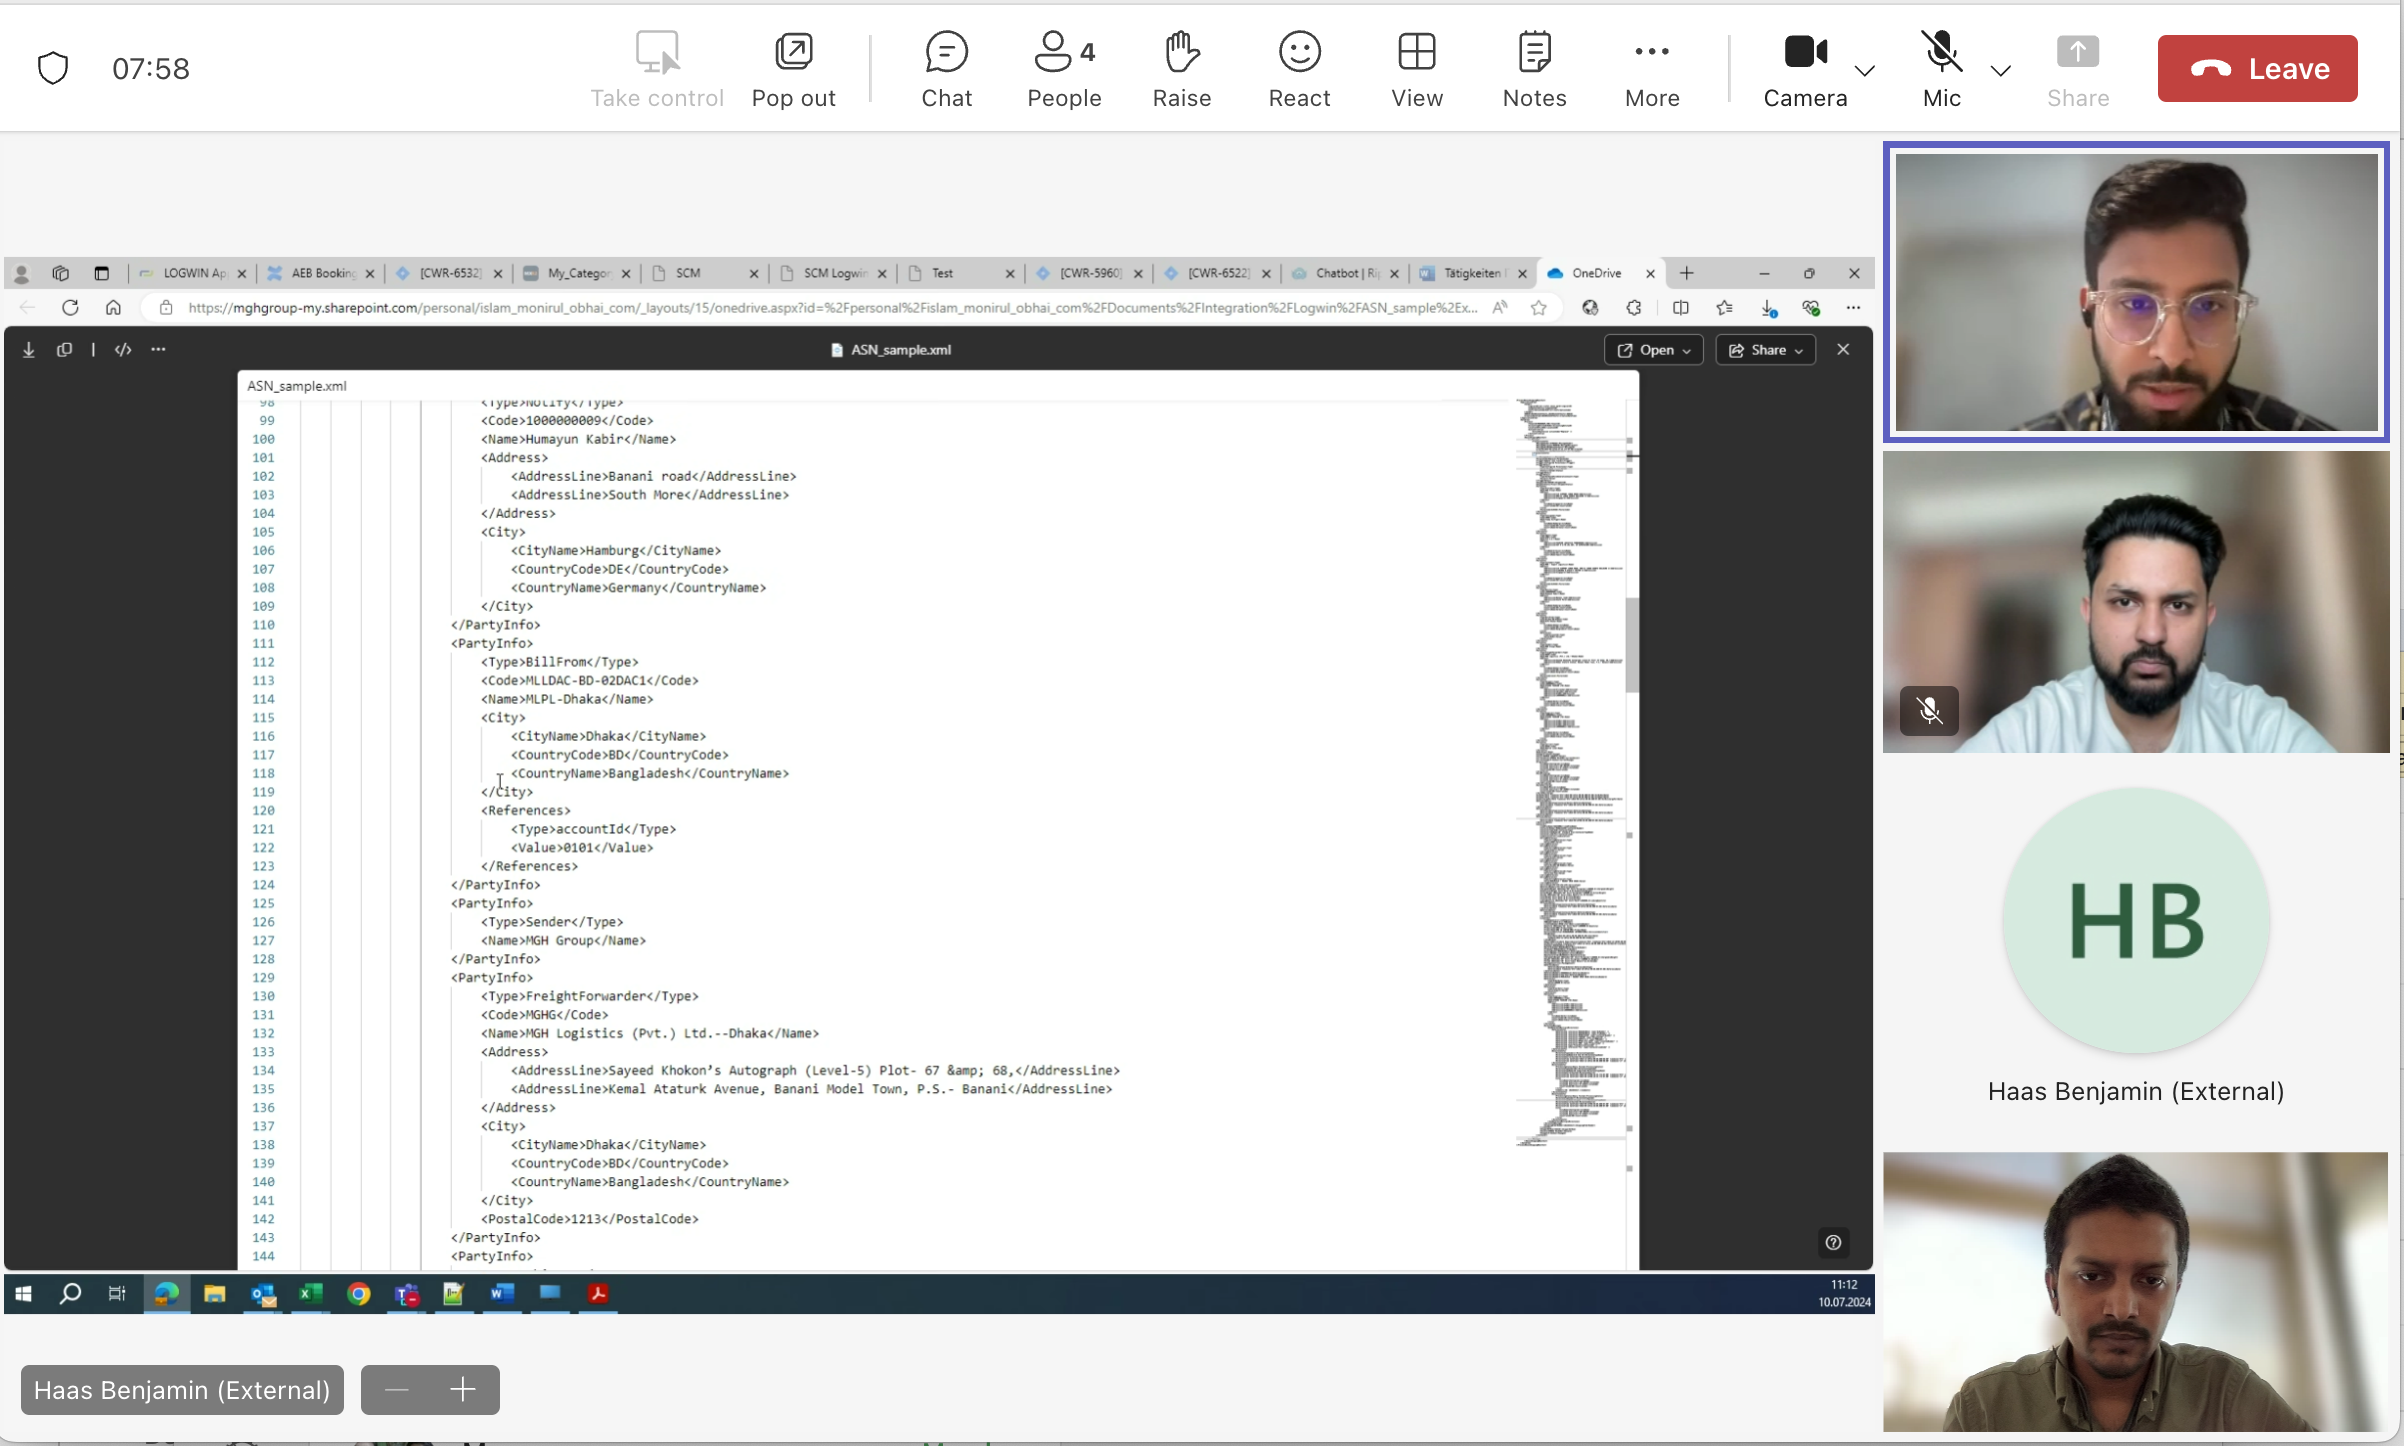 07:58
Take control
Pop out
Chat
4
People
Raise
React
View
Notes
More
Camera
Mic
Share
Leave
LOGWIN Ap
AEB Booking
[CWR-6532]
My_Categor
SCM
SCM Logwin
Test
[CWR-5960]
[CWR-6522]
Chatbot | Ri
Tätigkeiten
OneDrive
https://mghgroup-my.sharepoint.com/personal/islam_monirul_obhai_com/_layouts/15/onedrive.aspx?id=%2Fpersonal%2Fislam_monirul_obhai_com%2FDocuments%2FIntegration%2FLogwin%2FASN_sample%2Ex...
ASN_sample.xml
Open
Share
ASN_sample.xml
98 <Type>Notify</Type>
99 <Code>1000000009</Code>
100 <Name>Humayun Kabir</Name>
101 <Address>
102 <AddressLine>Banani road</AddressLine>
103 <AddressLine>South More</AddressLine>
104 </Address>
105 <City>
106 <CityName>Hamburg</CityName>
107 <CountryCode>DE</CountryCode>
108 <CountryName>Germany</CountryName>
109 </City>
110 </PartyInfo>
111 <PartyInfo>
112 <Type>BillFrom</Type>
113 <Code>MLLDAC-BD-02DAC1</Code>
114 <Name>MLPL-Dhaka</Name>
115 <City>
116 <CityName>Dhaka</CityName>
117 <CountryCode>BD</CountryCode>
118 <CountryName>Bangladesh</CountryName>
119 </City>
120 <References>
121 <Type>accountId</Type>
122 <Value>0101</Value>
123 </References>
124 </PartyInfo>
125 <PartyInfo>
126 <Type>Sender</Type>
127 <Name>MGH Group</Name>
128 </PartyInfo>
129 <PartyInfo>
130 <Type>FreightForwarder</Type>
131 <Code>MGHG</Code>
132 <Name>MGH Logistics (Pvt.) Ltd.--Dhaka</Name>
133 <Address>
134 <AddressLine>Sayeed Khokon’s Autograph (Level-5) Plot- 67 &amp; 68,</AddressLine>
135 <AddressLine>Kemal Ataturk Avenue, Banani Model Town, P.S.- Banani</AddressLine>
136 </Address>
137 <City>
138 <CityName>Dhaka</CityName>
139 <CountryCode>BD</CountryCode>
140 <CountryName>Bangladesh</CountryName>
141 </City>
142 <PostalCode>1213</PostalCode>
143 </PartyInfo>
144 <PartyInfo>
11:12
10.07.2024
HB
Haas Benjamin (External)
Haas Benjamin (External)